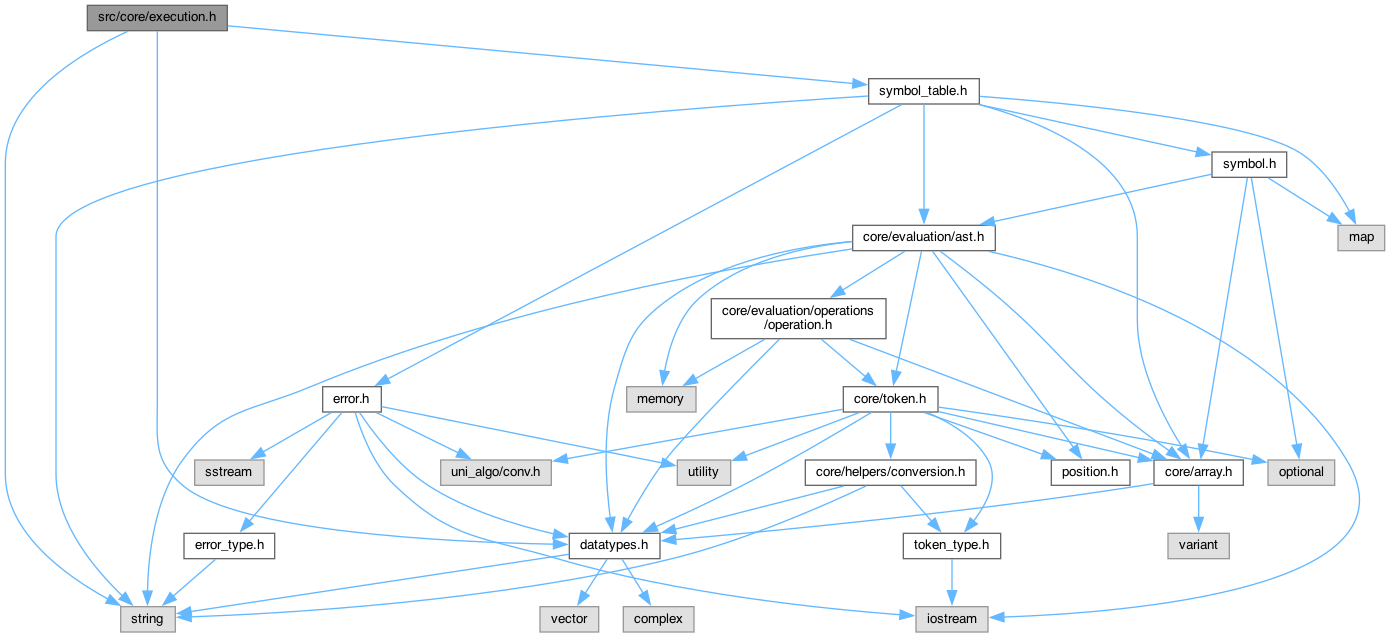 src/core/execution.h
symbol_table.h
symbol.h
core/evaluation/ast.h
map
core/evaluation/operations
/operation.h
error.h
memory
core/token.h
sstream
uni_algo/conv.h
utility
core/helpers/conversion.h
position.h
core/array.h
optional
error_type.h
datatypes.h
token_type.h
variant
string
vector
complex
iostream